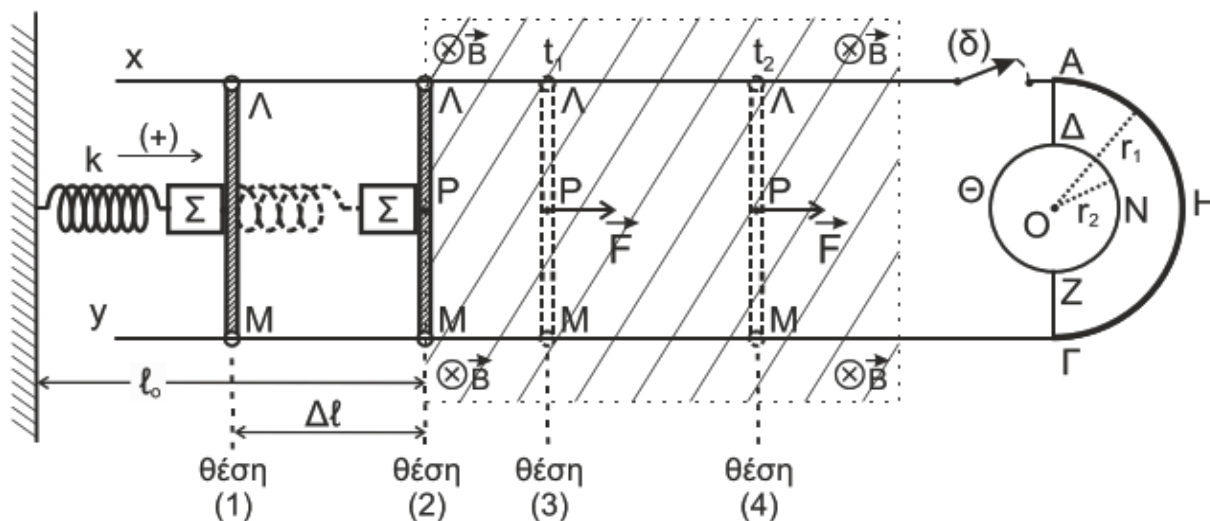 x
⊗B
t₁
t₂
⊗B
(δ)
A
Λ
Λ
Λ
Λ
Δ
r₁
k
(+)
Σ
Σ
P
P
P
F
F
Θ
O
r₂
N
H
Z
y
M
M
M
M
Γ
ℓₒ
⊗B
⊗B
Δℓ
θέση
(1)
θέση
(2)
θέση
(3)
θέση
(4)